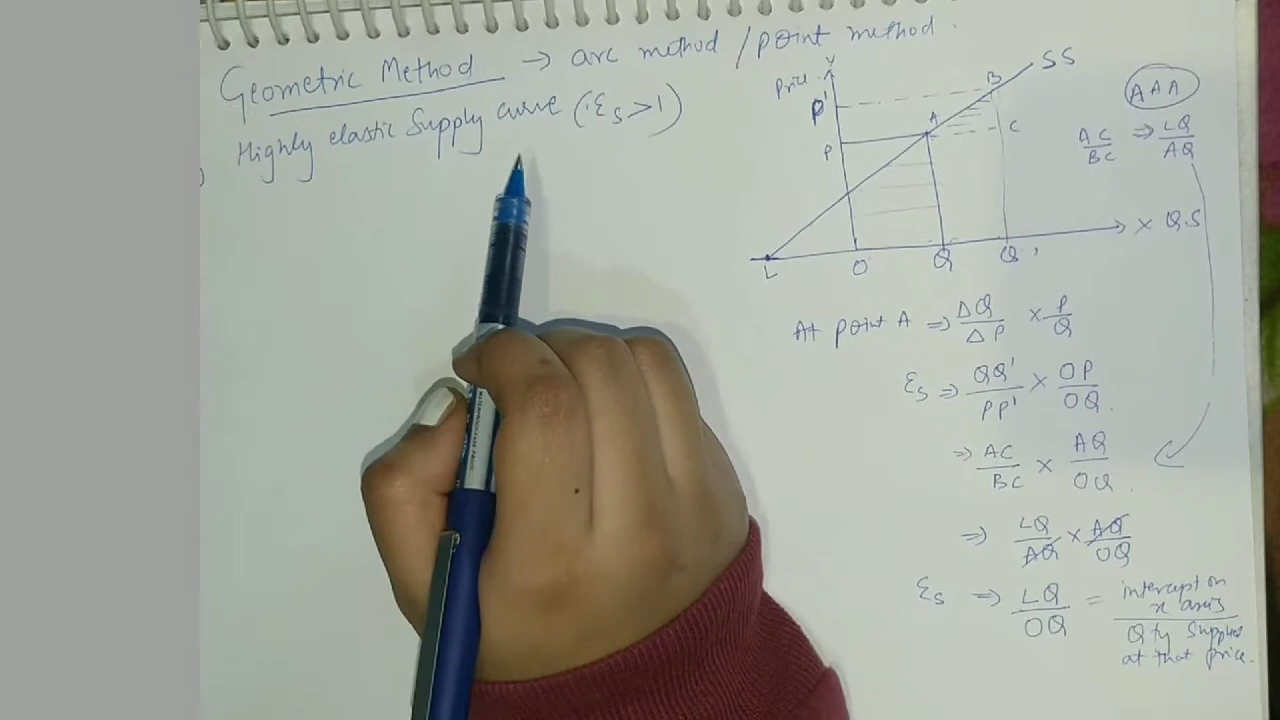 Geometric Method → arc method / point method.
Highly elastic Supply curve (·Es > 1)
Y
Price
P'
P
A
B
C
SS
L
O
Q
Q'
X Q.S
AAA
AC/BC ⇒ LQ/AQ
At point A ⇒ ΔQ/ΔP × P/Q
Es ⇒ QQ'/PP' × OP/OQ.
⇒ AC/BC × AQ/OQ.
⇒ LQ/AQ × AQ/OQ
Es ⇒ LQ/OQ = intercept on x axis / Qty Supplied at that price.